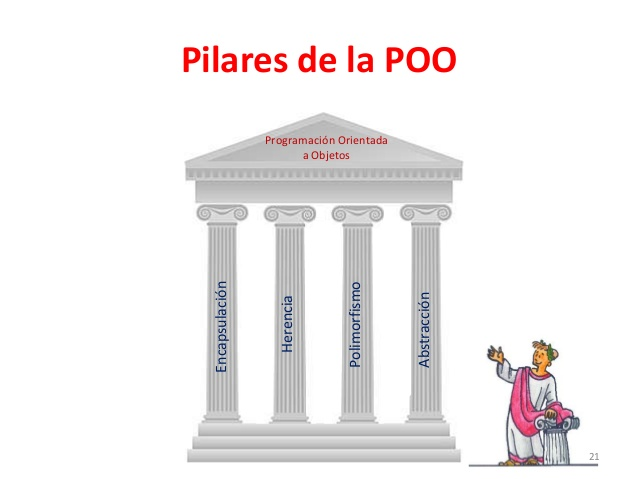 Pilares de la POO
Programación Orientada
a Objetos
Encapsulación
Herencia
Polimorfismo
Abstracción
21